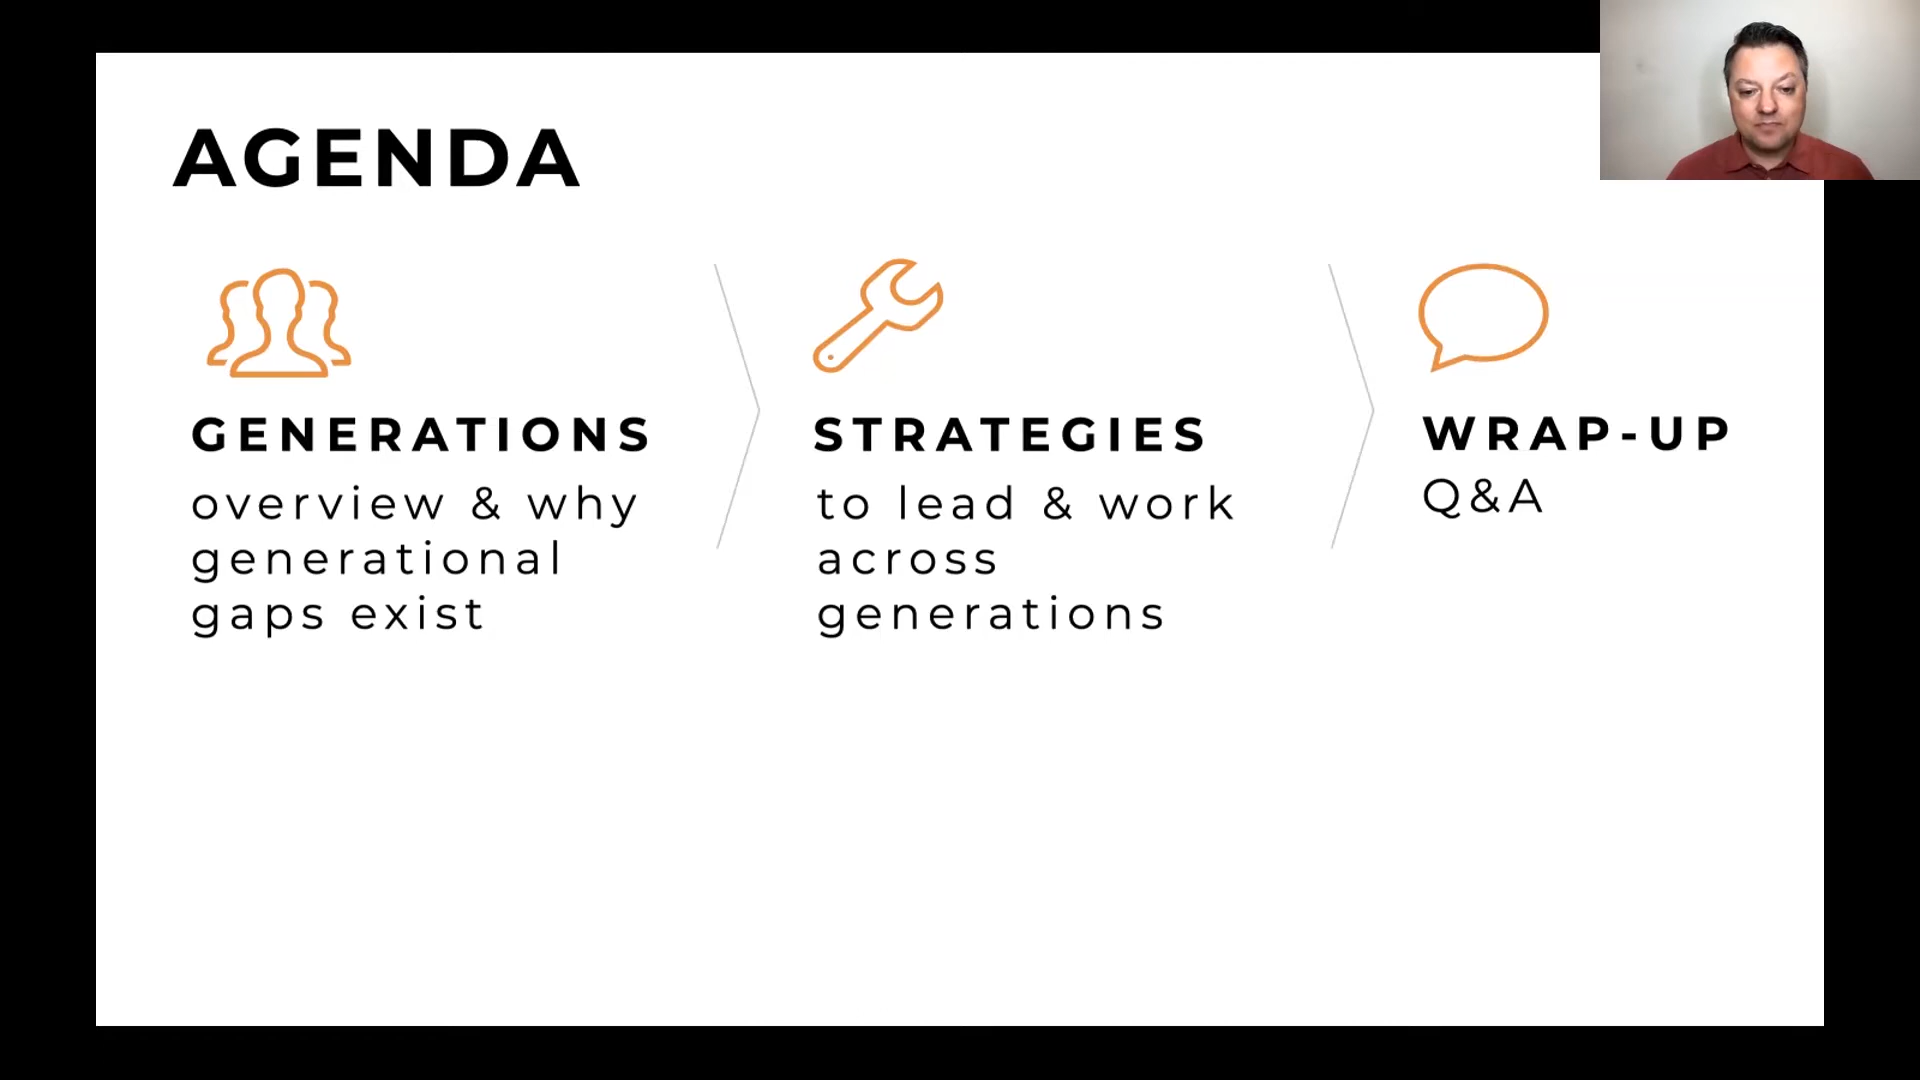 AGENDA
GENERATIONS
overview & why
generational
gaps exist
STRATEGIES
to lead & work
across
generations
WRAP-UP
Q&A